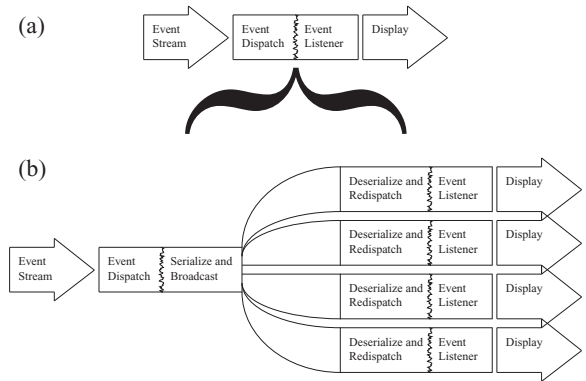 (a)
Event
Stream
Event
Dispatch
Event
Listener
Display
(b)
Event
Stream
Event
Dispatch
Serialize and
Broadcast
Deserialize and
Redispatch
Event
Listener
Display
Deserialize and
Redispatch
Event
Listener
Display
Deserialize and
Redispatch
Event
Listener
Display
Deserialize and
Redispatch
Event
Listener
Display